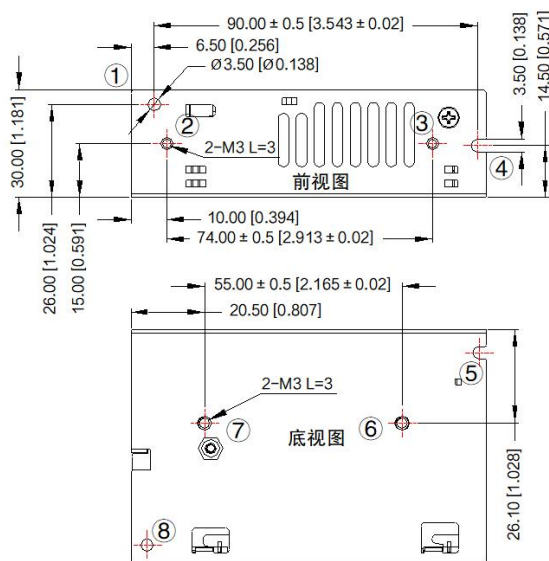 90.00 ± 0.5 [3.543 ± 0.02]
6.50 [0.256]
Ø3.50 [Ø0.138]
3.50 [0.138]
14.50 [0.571]
①
②
③
④
2-M3 L=3
前视图
30.00 [1.181]
26.00 [1.024]
15.00 [0.591]
10.00 [0.394]
74.00 ± 0.5 [2.913 ± 0.02]
55.00 ± 0.5 [2.165 ± 0.02]
20.50 [0.807]
2-M3 L=3
⑤
⑥
⑦
底视图
26.10 [1.028]
⑧